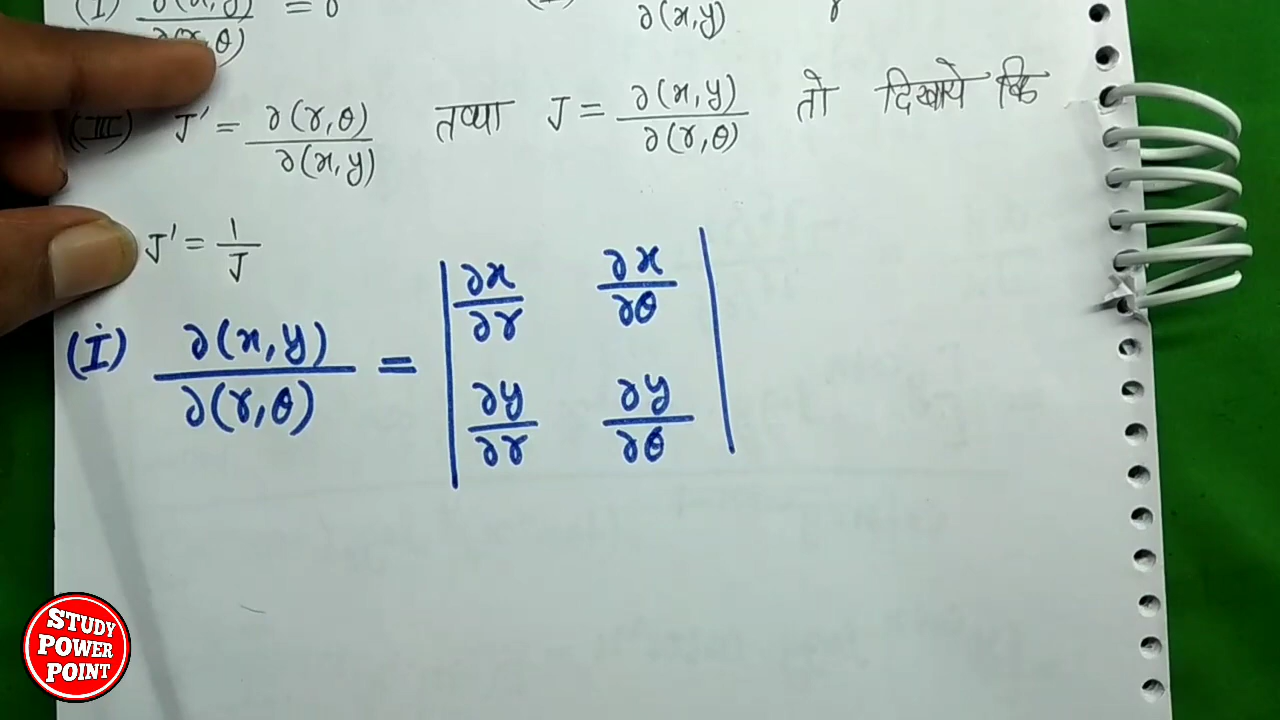 (I) ∂(x,y)/∂(r,θ) = r ∂(x,y) r
(III) J' = ∂(r,θ)/∂(x,y) तथा J = ∂(x,y)/∂(r,θ) तो दिखाये कि
J' = 1/J
(I) ∂(x,y)/∂(r,θ) = | ∂x/∂r ∂x/∂θ |
| ∂y/∂r ∂y/∂θ |
STUDY
POWER
POINT